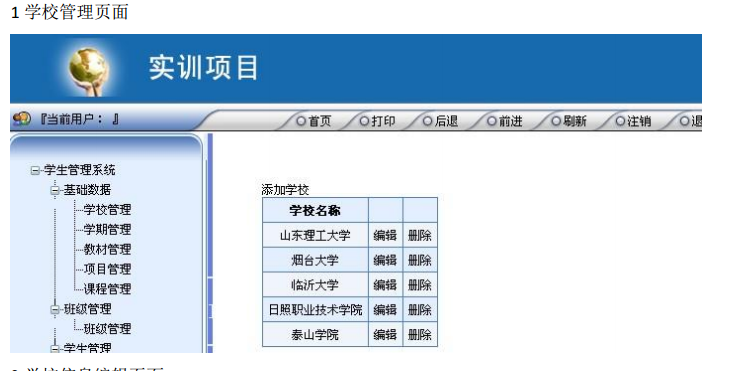 1 学校管理页面
实训项目
『当前用户： 』 首页 打印 后退 前进 刷新 注销
学生管理系统
基础数据
学校管理
学期管理
教材管理
项目管理
课程管理
班级管理
班级管理
学生管理
添加学校
学校名称
山东理工大学 编辑 删除
烟台大学 编辑 删除
临沂大学 编辑 删除
日照职业技术学院 编辑 删除
泰山学院 编辑 删除